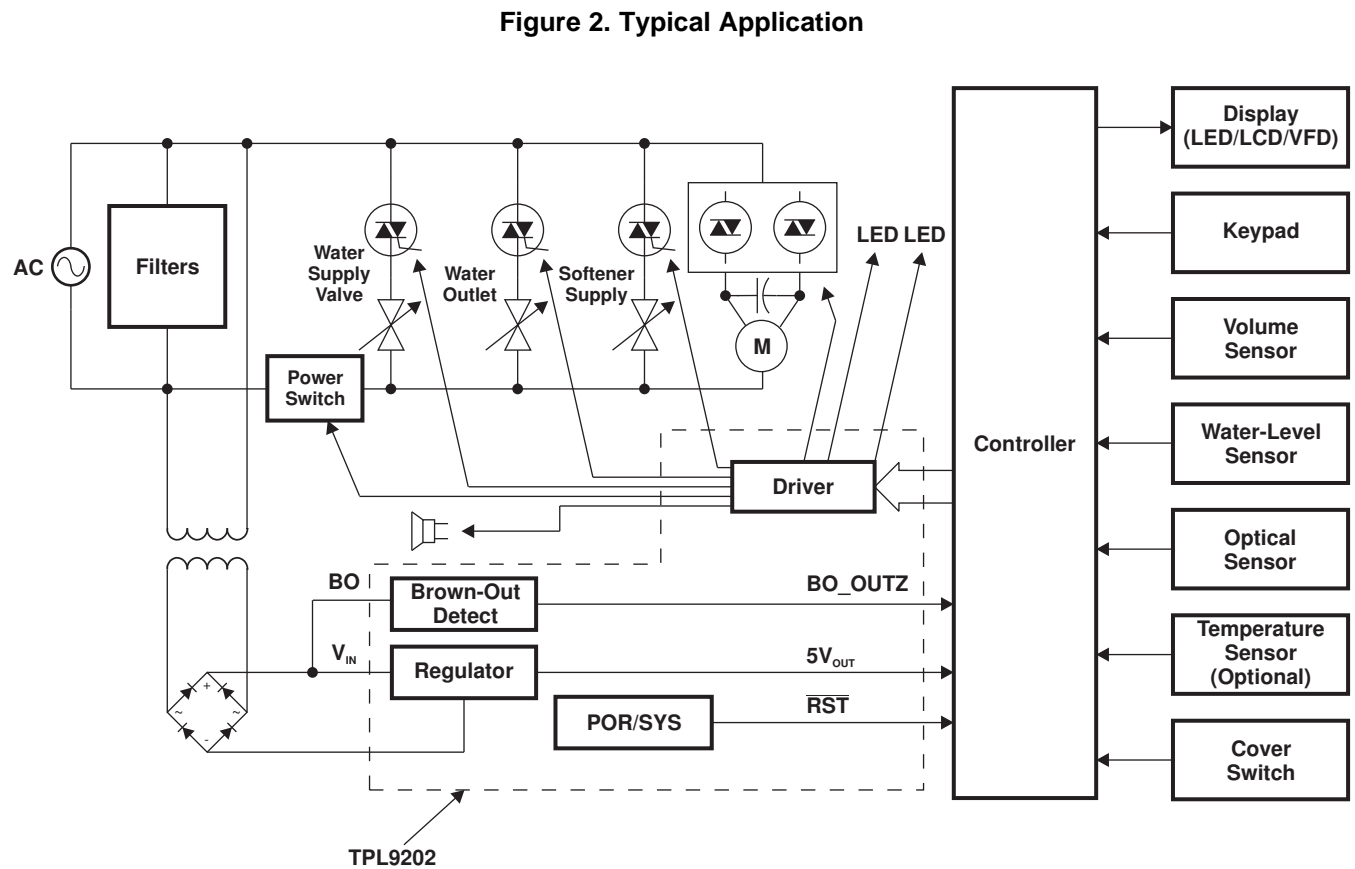 Figure 2. Typical Application
Display
(LED/LCD/VFD)
Keypad
LED LED
AC
Filters
Water
Supply
Valve
Water
Outlet
Softener
Supply
Volume
Sensor
M
Power
Switch
Controller
Water-Level
Sensor
Driver
Optical
Sensor
BO
Brown-Out
Detect
BO_OUTZ
Temperature
Sensor
(Optional)
VIN
Regulator
5VOUT
+
~
~
-
POR/SYS
RST
Cover
Switch
TPL9202